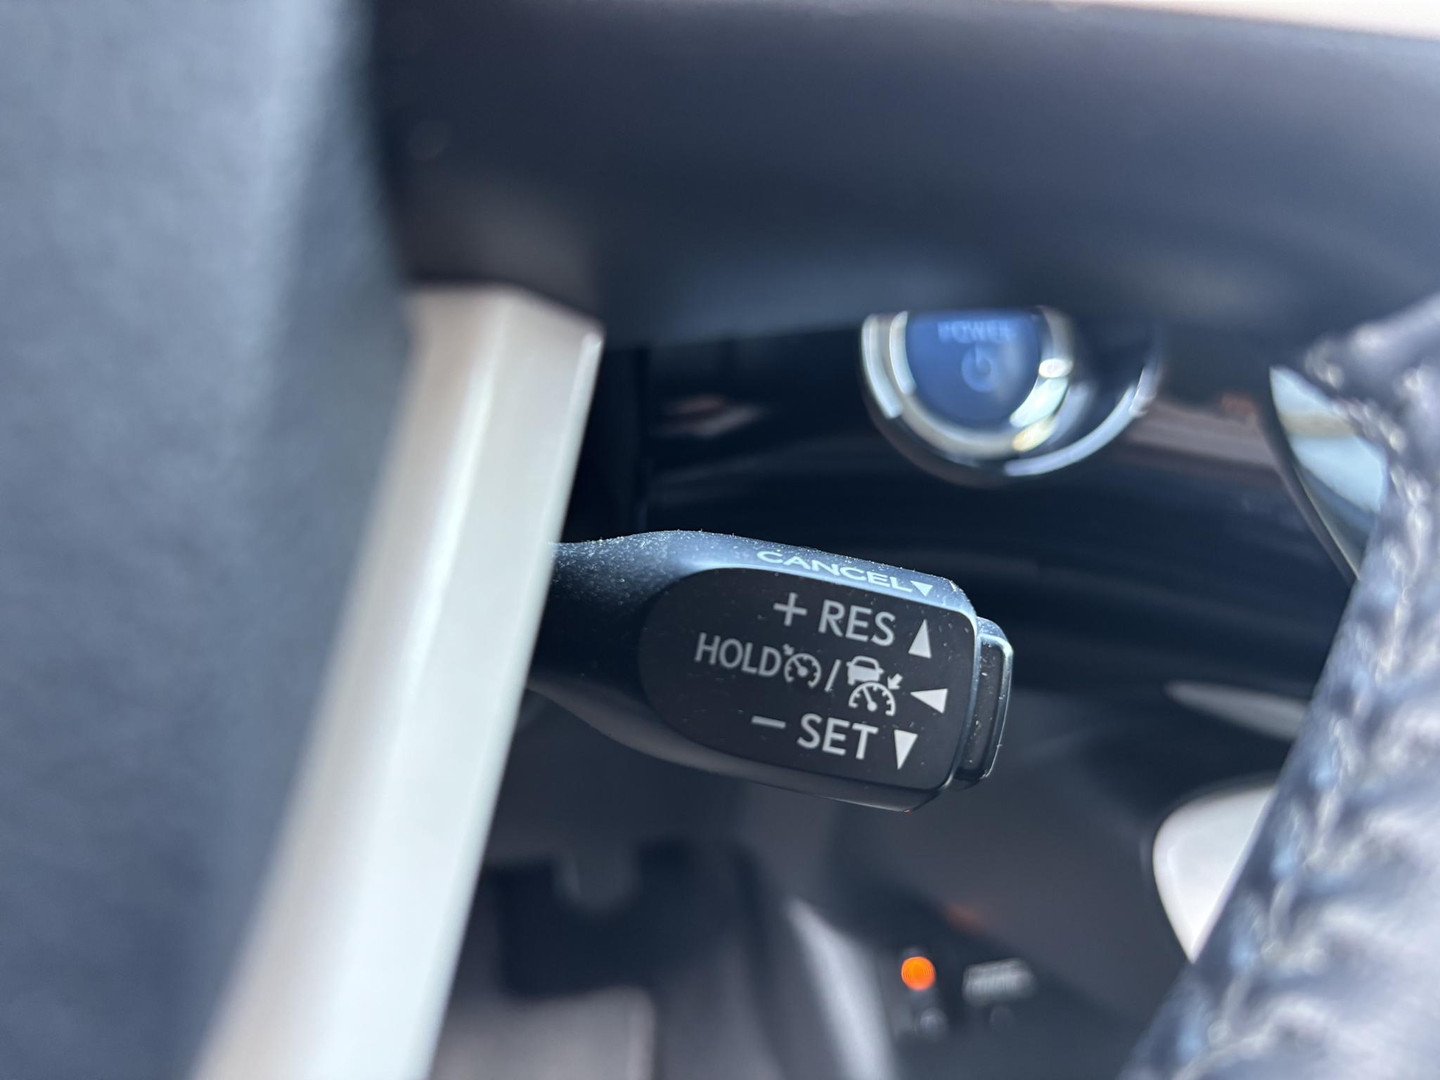 POWER
CANCEL▼
+ RES ▲
HOLD / ◀
− SET ▼